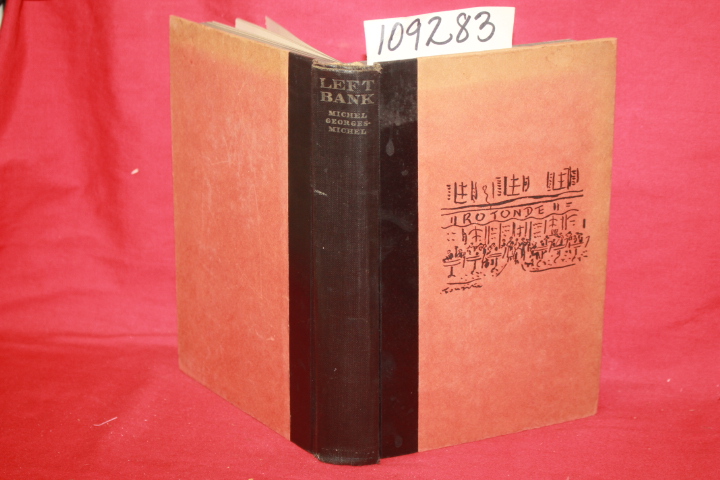 109283
LEFT
BANK
MICHEL
GEORGES-
MICHEL
ROTONDE